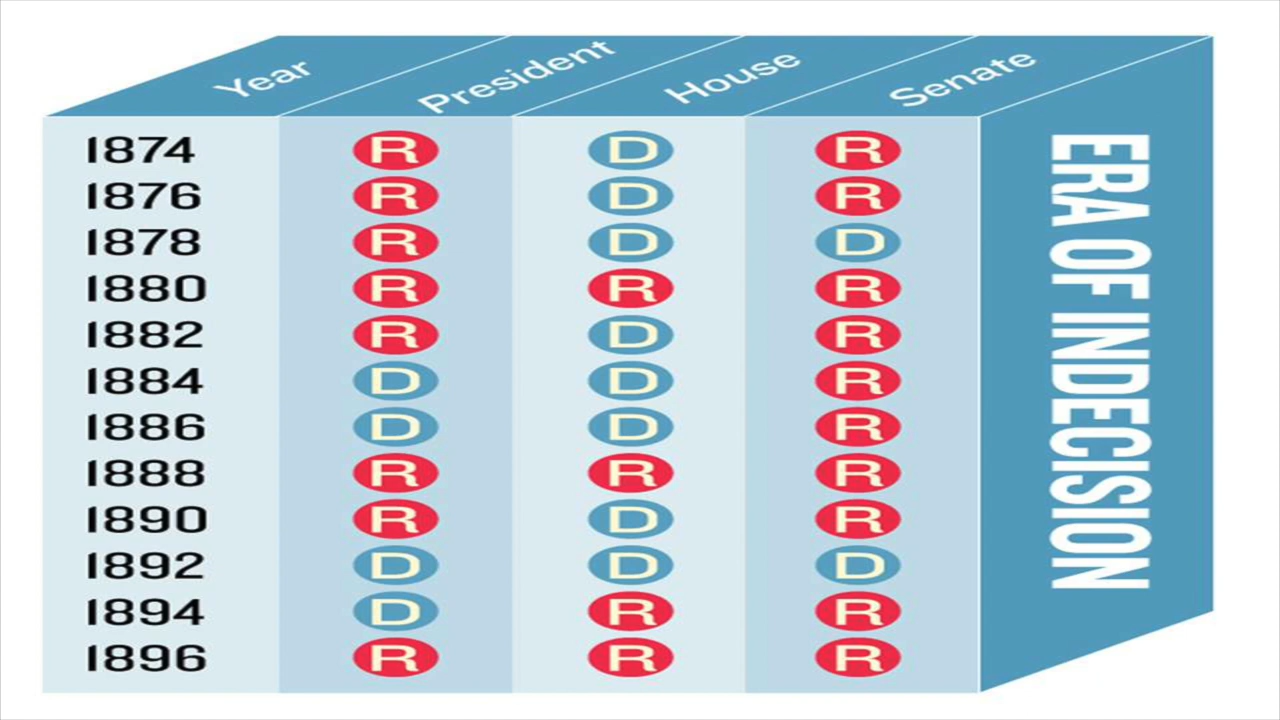 Year President House Senate
1874 R D R
1876 R D R
1878 R D D
1880 R R R
1882 R D R
1884 D D R
1886 D D R
1888 R R R
1890 R D R
1892 D D D
1894 D R R
1896 R R R
ERA OF INDECISION